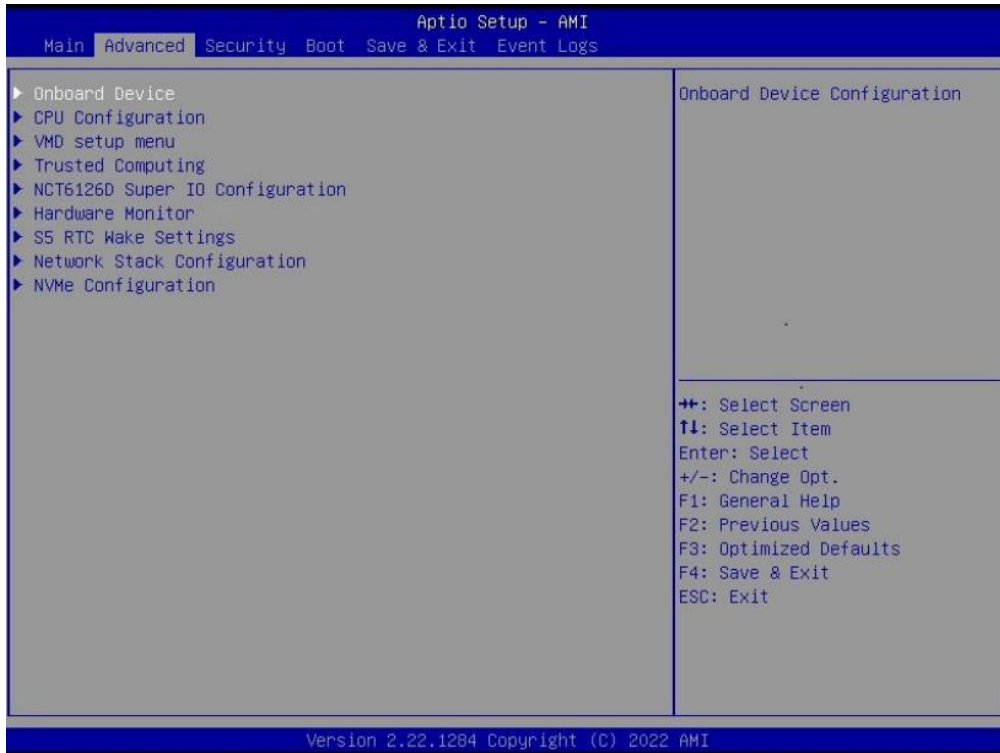 Aptio Setup - AMI
Main Advanced Security Boot Save & Exit Event Logs
Onboard Device
CPU Configuration
VMD setup menu
Trusted Computing
NCT6126D Super IO Configuration
Hardware Monitor
S5 RTC Wake Settings
Network Stack Configuration
NVMe Configuration
Onboard Device Configuration
→←: Select Screen
↑↓: Select Item
Enter: Select
+/-: Change Opt.
F1: General Help
F2: Previous Values
F3: Optimized Defaults
F4: Save & Exit
ESC: Exit
Version 2.22.1284 Copyright (C) 2022 AMI